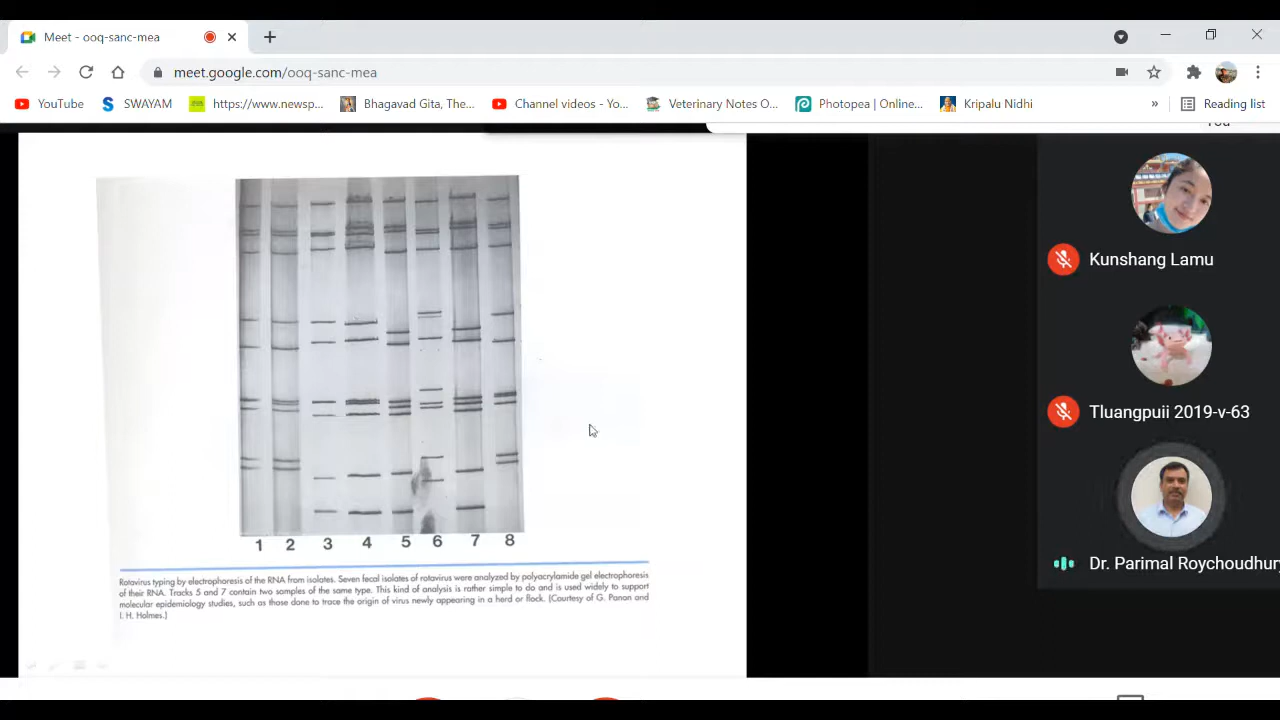 Meet - ooq-sanc-mea
meet.google.com/ooq-sanc-mea
YouTube
SWAYAM
https://www.newsp...
Bhagavad Gita, The...
Channel videos - Yo...
Veterinary Notes O...
Photopea | Online...
Kripalu Nidhi
»
Reading list
You
Kunshang Lamu
Tluangpuii 2019-v-63
Dr. Parimal Roychoudhury
1 2 3 4 5 6 7 8
Rotavirus typing by electrophoresis of the RNA from isolates. Seven fecal isolates of rotavirus were analyzed by polyacrylamide gel electrophoresis
of their RNA. Tracks 5 and 7 contain two samples of the same type. This kind of analysis is rather simple to do and is used widely to support
molecular epidemiology studies, such as those done to trace the origin of virus newly appearing in a herd or flock. (Courtesy of G. Panan and
I. H. Holmes.)